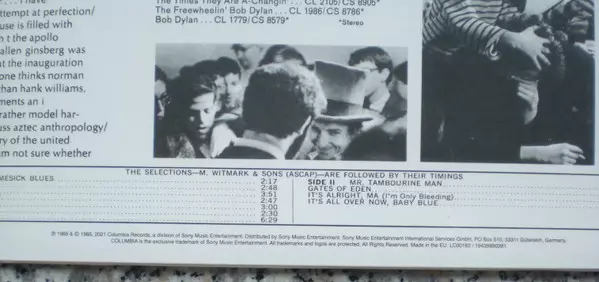 ... I have
ttempt at perfection/
use is filled with
n t the apollo
allen ginsberg was
at the inauguration
one thinks norman
than hank williams.
ments an i
rather model har-
uss aztec anthropology/
ry of the united
m not sure whether
The Times They Are A-Changin' ... CL 2105/CS 8905*
The Freewheelin' Bob Dylan ... CL 1986/CS 8786*
Bob Dylan ... CL 1779/CS 8579*
*Stereo
THE SELECTIONS—M. WITMARK & SONS (ASCAP)—ARE FOLLOWED BY THEIR TIMINGS
MESICK BLUES
2:17
2:48
3:51
2:47
3:00
2:30
6:29
SIDE II MR. TAMBOURINE MAN
GATES OF EDEN
IT'S ALRIGHT, MA (I'm Only Bleeding)
IT'S ALL OVER NOW, BABY BLUE
℗ 1965 & © 1965, 2021 Columbia Records, a division of Sony Music Entertainment. Distributed by Sony Music Entertainment. Sony Music Entertainment International Services GmbH, PO Box 510, 33311 Gütersloh, Germany.
COLUMBIA is the exclusive trademark of Sony Music Entertainment. All trademarks and logos are protected. All Rights Reserved. Made in the EU.